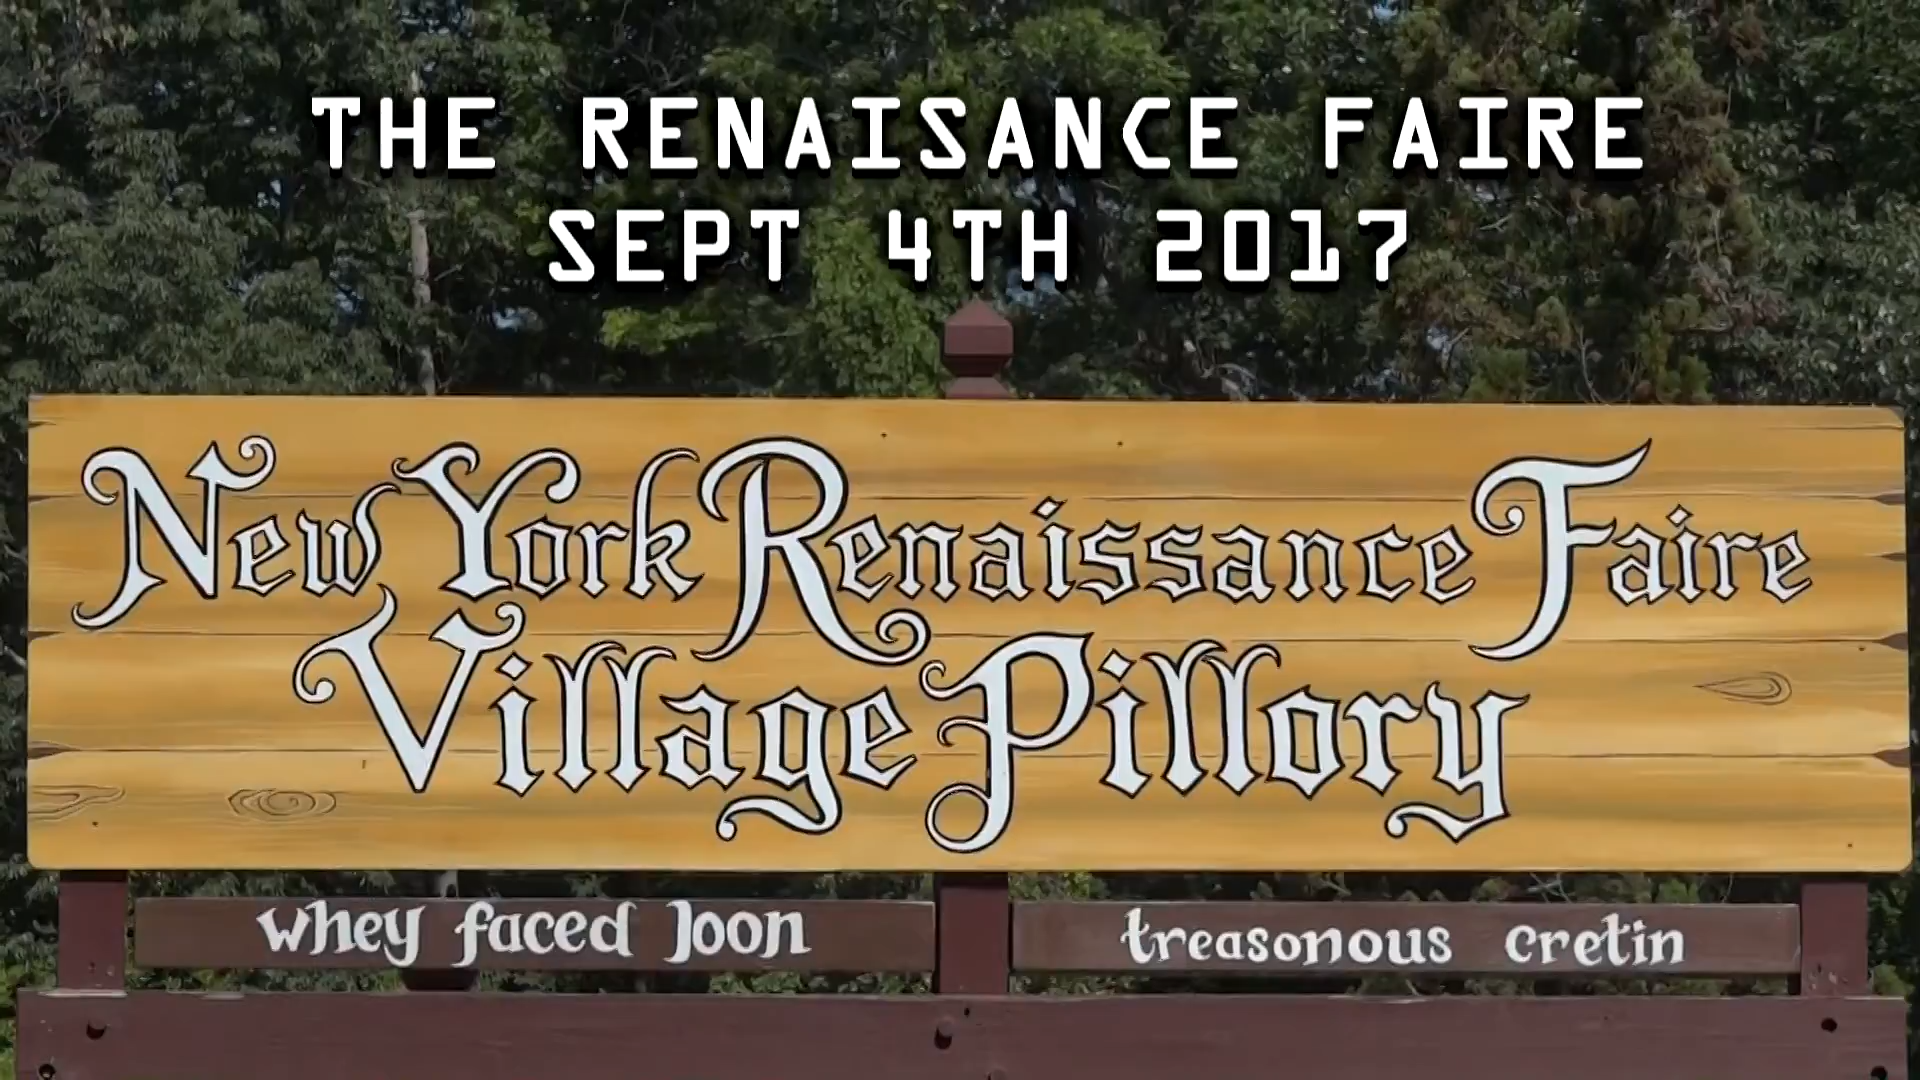 THE RENAISANCE FAIRE
SEPT 4TH 2017
New York Renaissance Faire
Village Pillory
whey faced loon
treasonous cretin